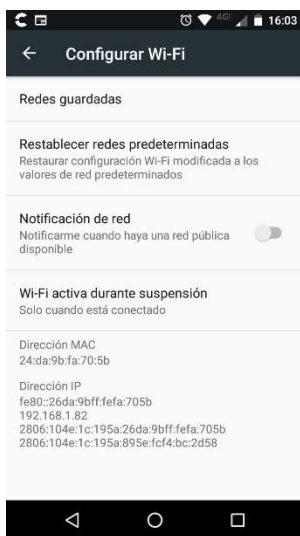 4G 16:03
Configurar Wi-Fi
Redes guardadas
Restablecer redes predeterminadas
Restaurar configuración Wi-Fi modificada a los
valores de red predeterminados
Notificación de red
Notificarme cuando haya una red pública
disponible
Wi-Fi activa durante suspensión
Solo cuando está conectado
Dirección MAC
24:da:9b:fa:70:5b
Dirección IP
fe80::26da:9bff:fefa:705b
192.168.1.82
2806:104e:1c:195a:26da:9bff:fefa:705b
2806:104e:1c:195a:895e:fcf4:bc:2d58